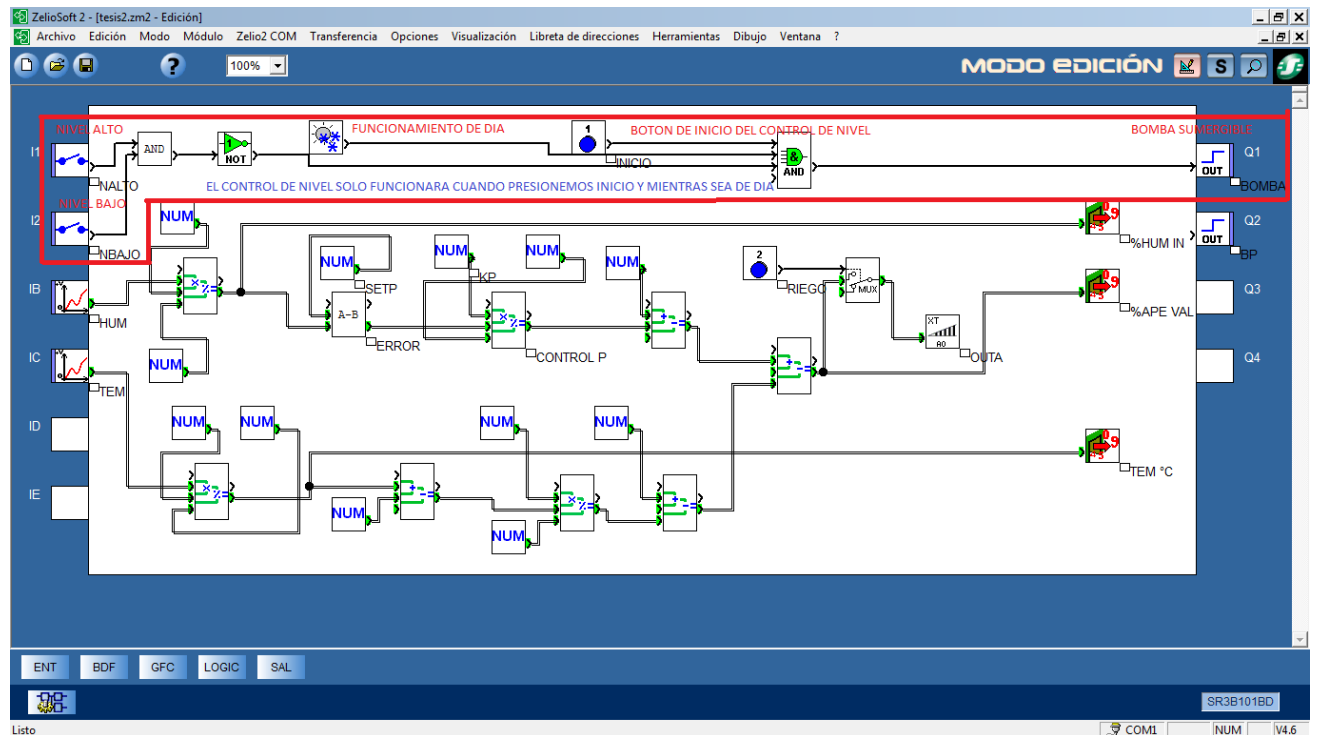 ZelioSoft 2 - [tesis2.zm2 - Edición]
Archivo Edición Modo Módulo Zelio2 COM Transferencia Opciones Visualización Libreta de direcciones Herramientas Dibujo Ventana ?
100%
MODO EDICIÓN
S
NIVEL ALTO
FUNCIONAMIENTO DE DIA
1
BOTON DE INICIO DEL CONTROL DE NIVEL
BOMBA SUMERGIBLE
I1
AND
NOT
INICIO
&
AND
OUT
Q1
NALTO
EL CONTROL DE NIVEL SOLO FUNCIONARA CUANDO PRESIONEMOS INICIO Y MIENTRAS SEA DE DIA
BOMBA
NIVEL BAJO
I2
NUM
%HUM IN
OUT
Q2
NBAJO
BP
NUM
NUM
NUM
NUM
2
KP
IB
SETP
RIEGO
MUX
Q3
HUM
A-B
%APE VAL
XT
A0
ERROR
CONTROL P
OUTA
IC
NUM
Q4
TEM
ID
NUM
NUM
NUM
NUM
TEM °C
IE
NUM
NUM
ENT BDF GFC LOGIC SAL
SR3B101BD
Listo
COM1
NUM
V4.6